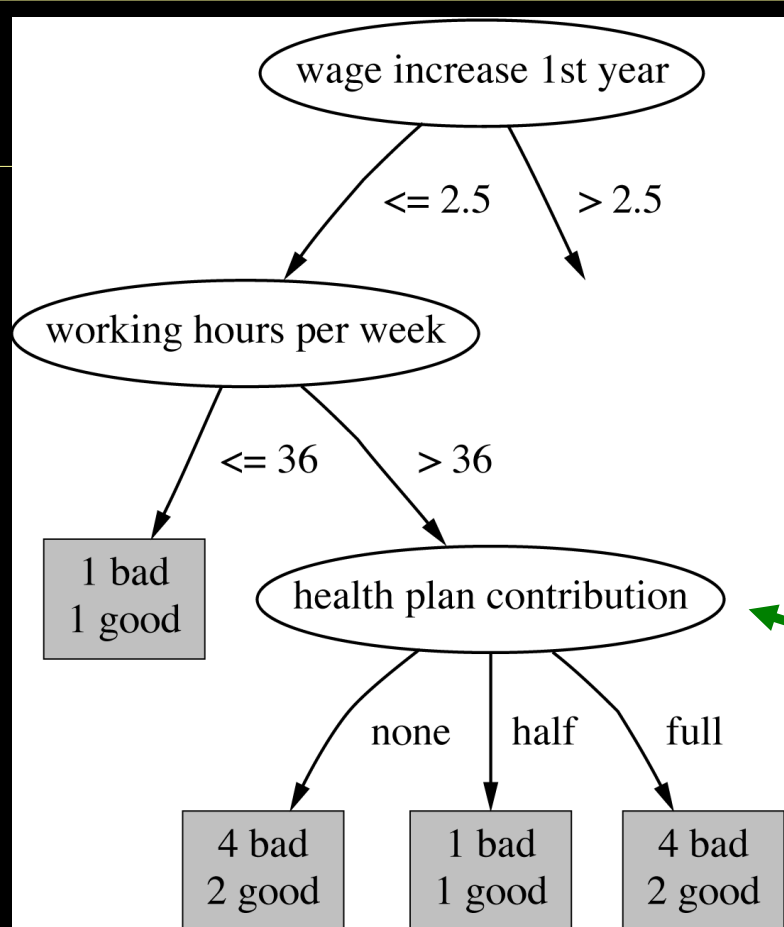 wage increase 1st year
<= 2.5
> 2.5
working hours per week
<= 36
> 36
1 bad
1 good
health plan contribution
none
half
full
4 bad
2 good
1 bad
1 good
4 bad
2 good